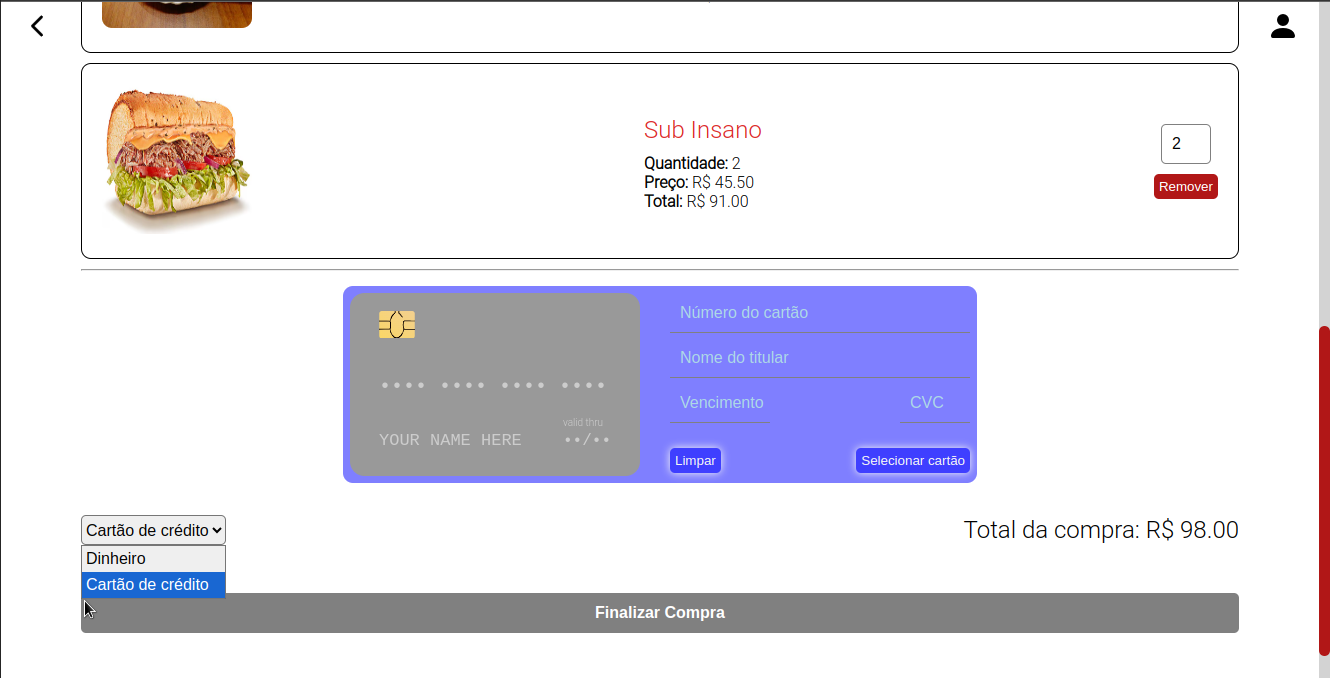 Sub Insano
Quantidade: 2
Preço: R$ 45.50
Total: R$ 91.00
2
Remover
Número do cartão
Nome do titular
Vencimento
CVC
•••• •••• •••• ••••
valid thru
YOUR NAME HERE
••/••
Limpar
Selecionar cartão
Cartão de crédito
Total da compra: R$ 98.00
Dinheiro
Cartão de crédito
Finalizar Compra